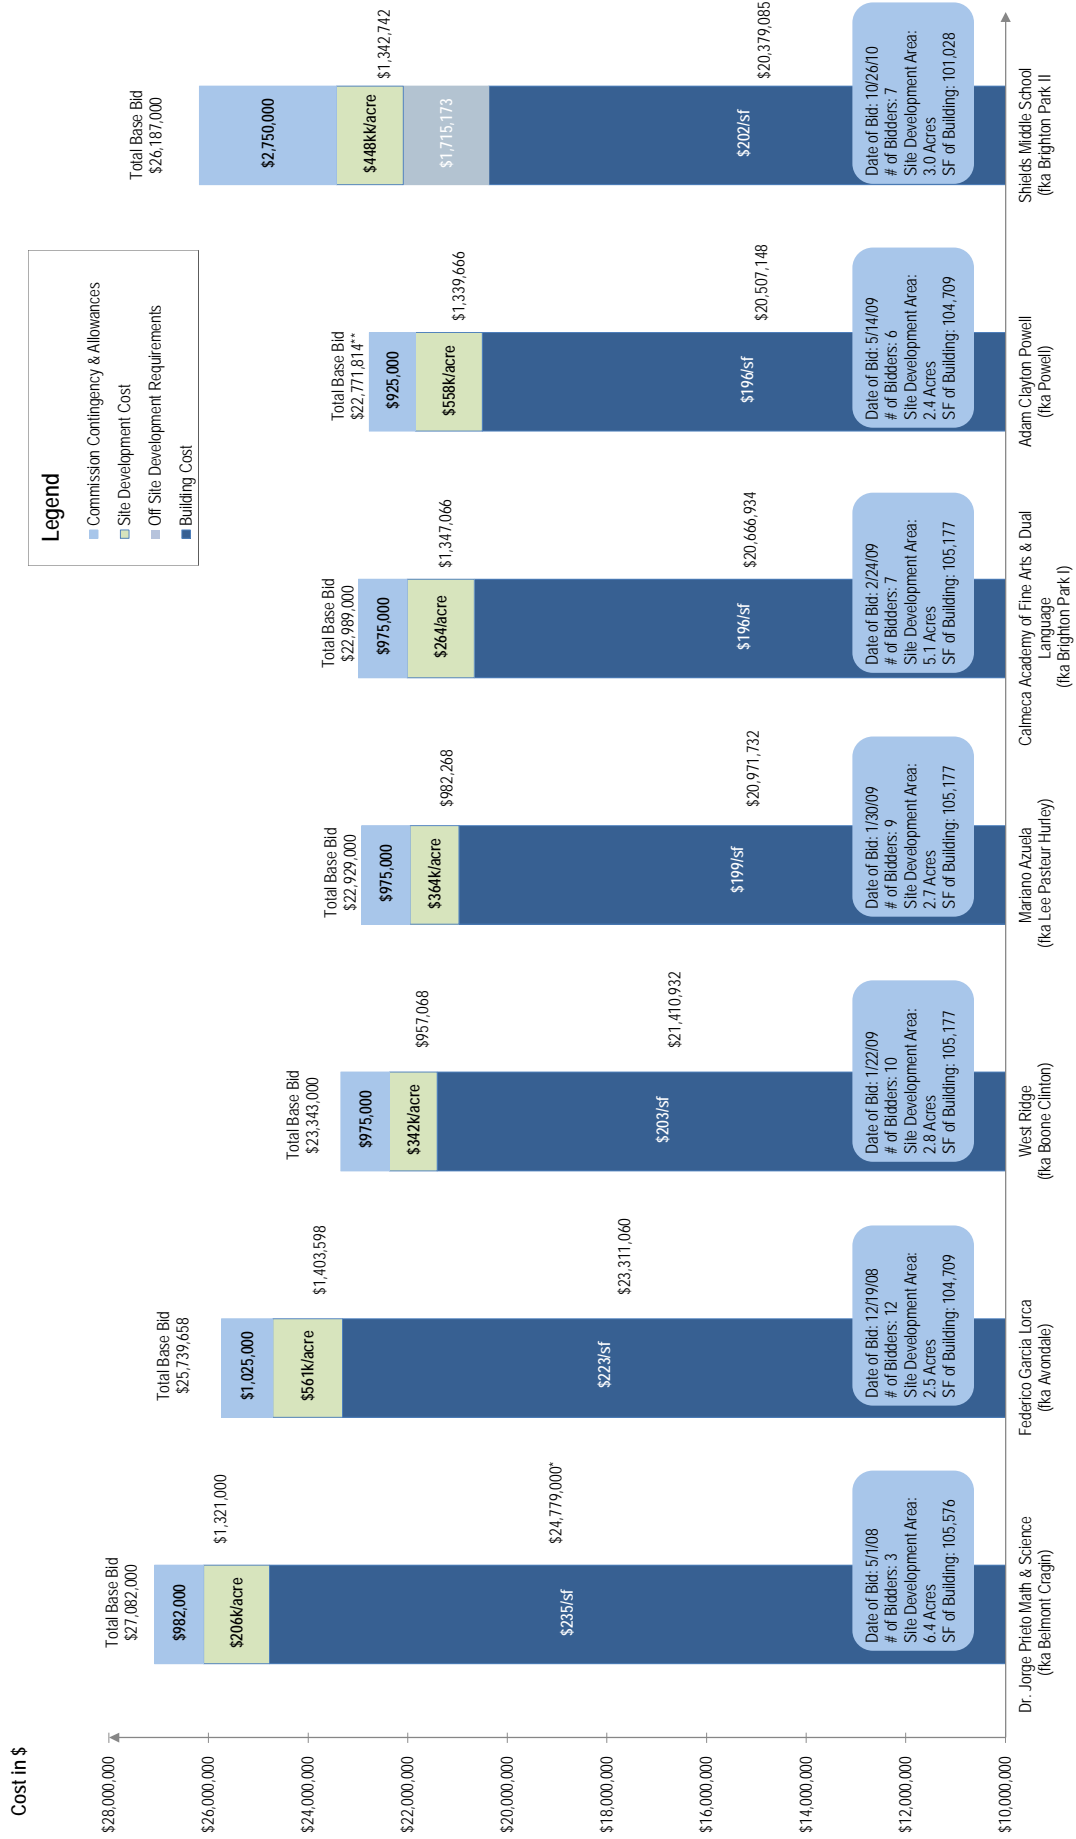 Cost in $
$28,000,000
$26,000,000
$24,000,000
$22,000,000
$20,000,000
$18,000,000
$16,000,000
$14,000,000
$12,000,000
$10,000,000
Legend
Commission Contingency & Allowances
Site Development Cost
Off Site Development Requirements
Building Cost
Total Base Bid
$27,082,000
$982,000
$206k/acre
$1,321,000
$235/sf
$24,779,000*
Date of Bid: 5/1/08
# of Bidders: 3
Site Development Area:
6.4 Acres
SF of Building: 105,576
Dr. Jorge Prieto Math & Science
(fka Belmont Cragin)
Total Base Bid
$25,739,658
$1,025,000
$561k/acre
$1,403,598
$223/sf
$23,311,060
Date of Bid: 12/19/08
# of Bidders: 12
Site Development Area:
2.5 Acres
SF of Building: 104,709
Federico Garcia Lorca
(fka Avondale)
Total Base Bid
$23,343,000
$975,000
$342k/acre
$957,068
$203/sf
$21,410,932
Date of Bid: 1/22/09
# of Bidders: 10
Site Development Area:
2.8 Acres
SF of Building: 105,177
West Ridge
(fka Boone Clinton)
Total Base Bid
$22,929,000
$975,000
$364k/acre
$982,268
$199/sf
$20,971,732
Date of Bid: 1/30/09
# of Bidders: 9
Site Development Area:
2.7 Acres
SF of Building: 105,177
Mariano Azuela
(fka Lee Pasteur Hurley)
Total Base Bid
$22,989,000
$975,000
$264/acre
$1,347,066
$196/sf
$20,666,934
Date of Bid: 2/24/09
# of Bidders: 7
Site Development Area:
5.1 Acres
SF of Building: 105,177
Calmeca Academy of Fine Arts & Dual
Language
(fka Brighton Park I)
Total Base Bid
$22,771,814**
$925,000
$558k/acre
$1,339,666
$196/sf
$20,507,148
Date of Bid: 5/14/09
# of Bidders: 6
Site Development Area:
2.4 Acres
SF of Building: 104,709
Adam Clayton Powell
(fka Powell)
Total Base Bid
$26,187,000
$2,750,000
$448kk/acre
$1,342,742
$1,715,173
$202/sf
$20,379,085
Date of Bid: 10/26/10
# of Bidders: 7
Site Development Area:
3.0 Acres
SF of Building: 101,028
Shields Middle School
(fka Brighton Park II)